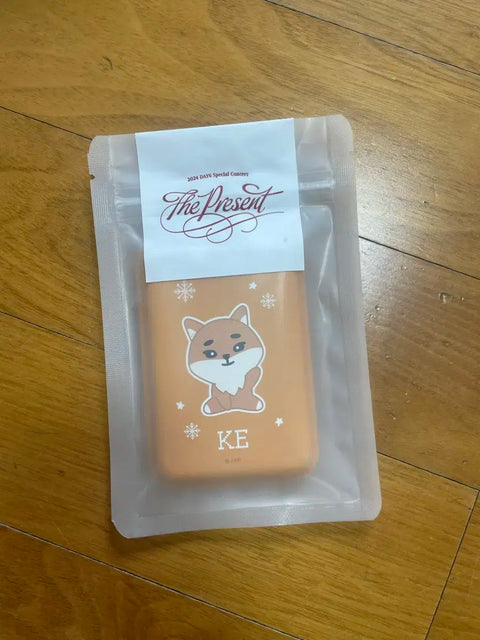 2024 DAY6 Special Concert
The Present
KE